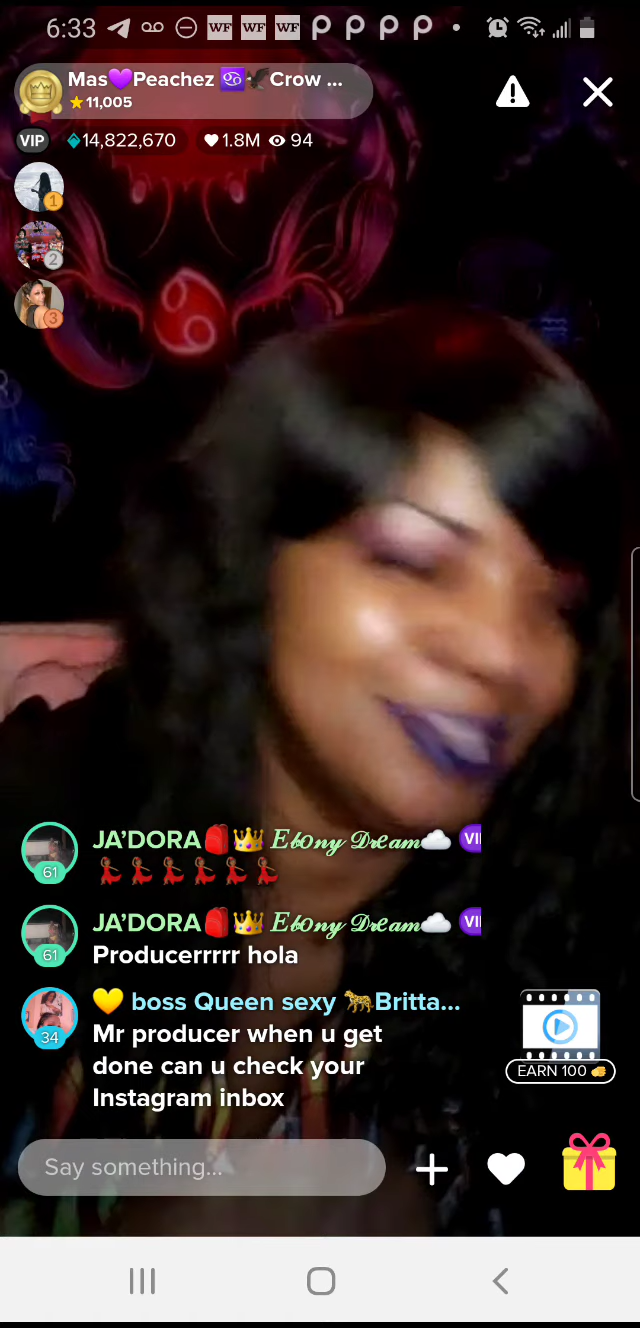 6:33
WF WF WF
Mas💜Peachez ♋🦅Crow ...
⭐11,005
VIP 14,822,670 1.8M 94
1
2
3
JA'DORA🎒👑 𝐸𝒷𝑜𝓃𝓎 𝒟𝓇𝑒𝒶𝓂☁️ VI
61
💃🏾💃🏾💃🏾💃🏾💃🏾💃🏾
JA'DORA🎒👑 𝐸𝒷𝑜𝓃𝓎 𝒟𝓇𝑒𝒶𝓂☁️ VI
61
Producerrrrr hola
💛 boss Queen sexy 🐆Britta...
34
Mr producer when u get
done can u check your
Instagram inbox
EARN 100
Say something...